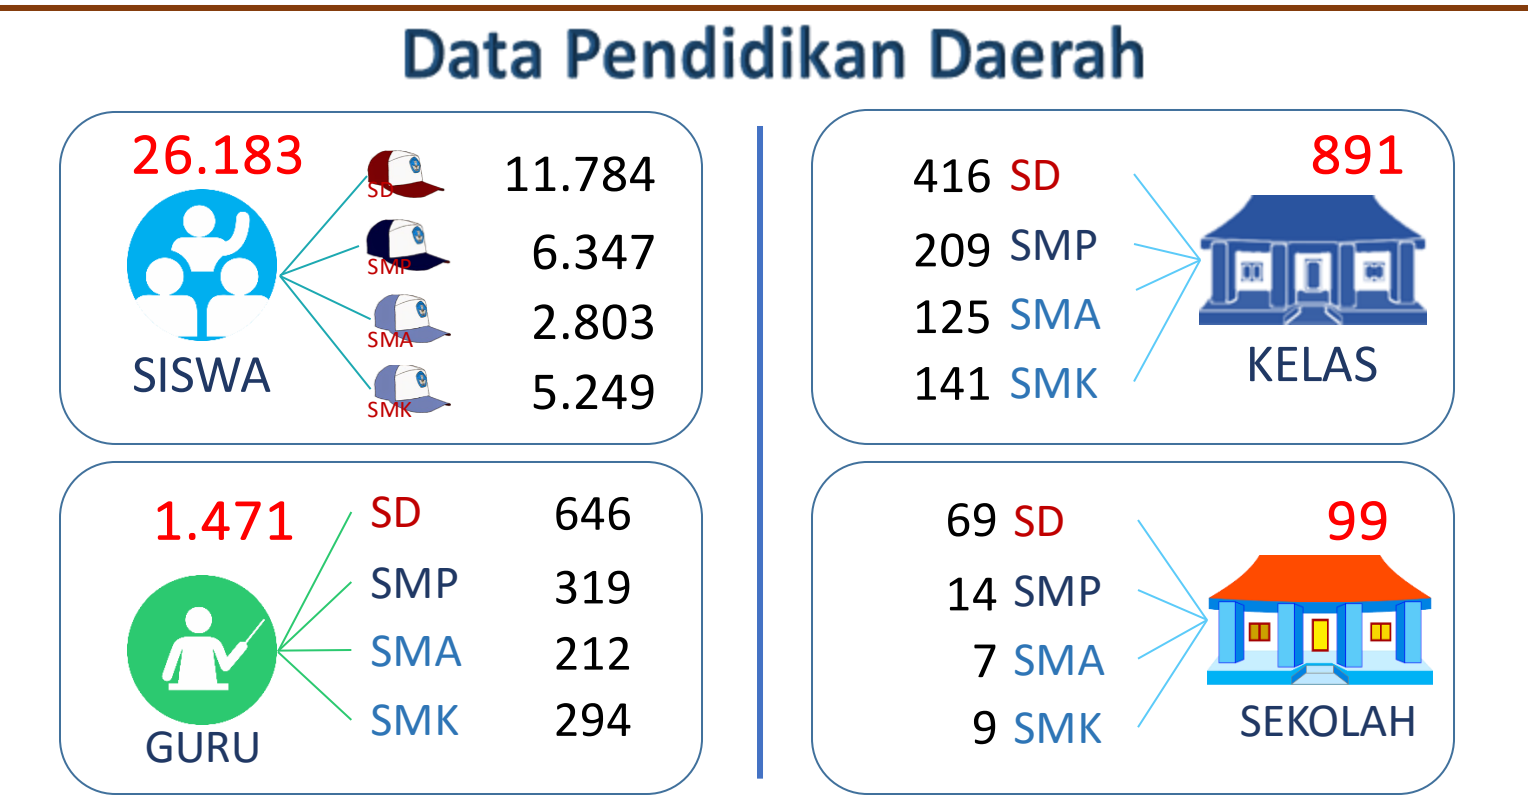 Data Pendidikan Daerah
26.183
SISWA
SD 11.784
SMP 6.347
SMA 2.803
SMK 5.249
891
KELAS
416 SD
209 SMP
125 SMA
141 SMK
1.471
GURU
SD 646
SMP 319
SMA 212
SMK 294
99
SEKOLAH
69 SD
14 SMP
7 SMA
9 SMK